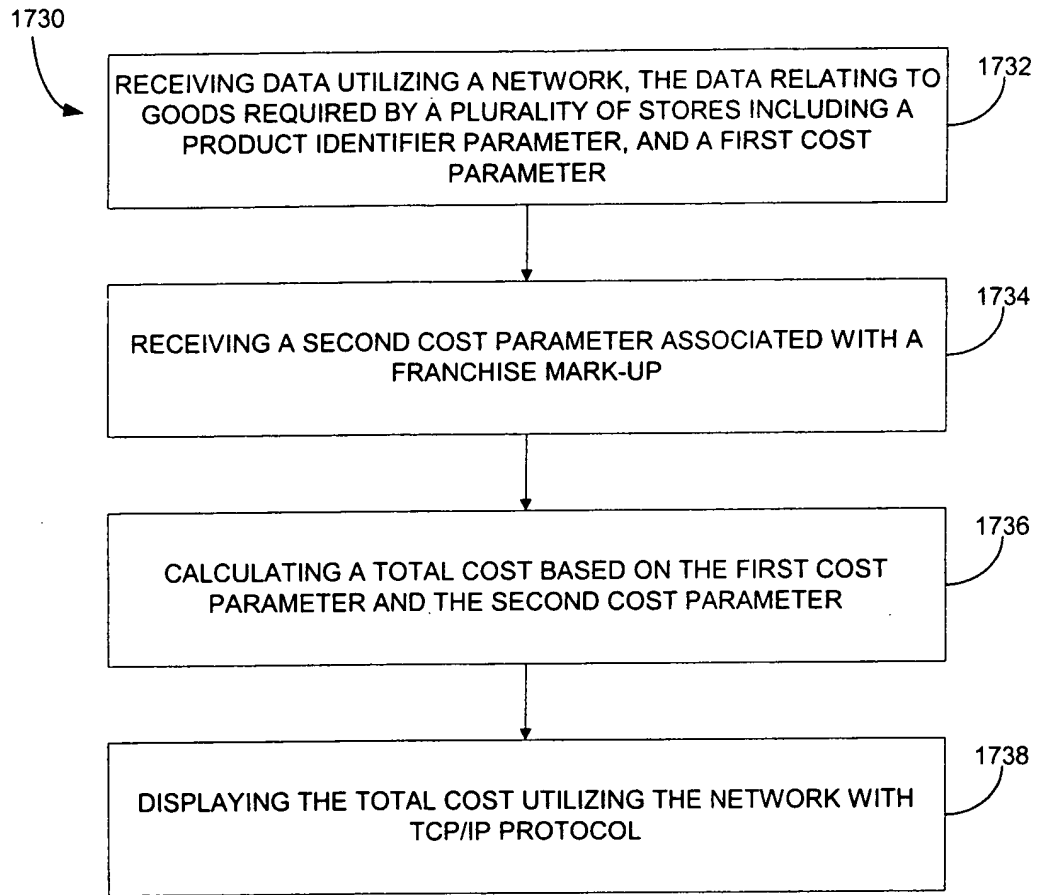 1730
RECEIVING DATA UTILIZING A NETWORK, THE DATA RELATING TO
GOODS REQUIRED BY A PLURALITY OF STORES INCLUDING A
PRODUCT IDENTIFIER PARAMETER, AND A FIRST COST
PARAMETER
1732
RECEIVING A SECOND COST PARAMETER ASSOCIATED WITH A
FRANCHISE MARK-UP
1734
CALCULATING A TOTAL COST BASED ON THE FIRST COST
PARAMETER AND THE SECOND COST PARAMETER
1736
DISPLAYING THE TOTAL COST UTILIZING THE NETWORK WITH
TCP/IP PROTOCOL
1738